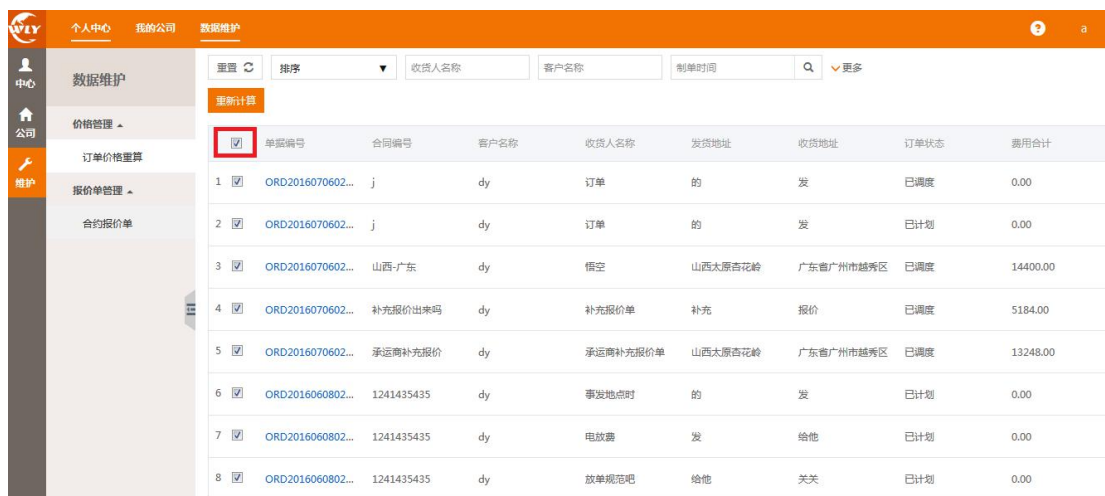 WLY 个人中心 我的公司 数据维护 ? a
中心
公司
维护
数据维护
价格管理
订单价格重算
报价单管理
合约报价单
重置 排序 收货人名称 客户名称 制单时间 更多
重新计算
单据编号 合同编号 客户名称 收货人名称 发货地址 收货地址 订单状态 费用合计
1 ORD2016070602... j dy 订单 的 发 已调度 0.00
2 ORD2016070602... j dy 订单 的 发 已计划 0.00
3 ORD2016070602... 山西-广东 dy 悟空 山西太原杏花岭 广东省广州市越秀区 已调度 14400.00
4 ORD2016070602... 补充报价出来吗 dy 补充报价单 补充 报价 已调度 5184.00
5 ORD2016070602... 承运商补充报价 dy 承运商补充报价单 山西太原杏花岭 广东省广州市越秀区 已调度 13248.00
6 ORD2016060802... 1241435435 dy 事发地点时 的 发 已计划 0.00
7 ORD2016060802... 1241435435 dy 电放费 发 给他 已计划 0.00
8 ORD2016060802... 1241435435 dy 放单规范吧 给他 关关 已计划 0.00